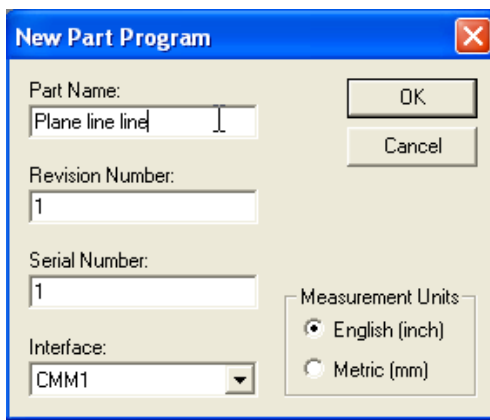 New Part Program
Part Name:
Plane line line
OK
Cancel
Revision Number:
1
Serial Number:
1
Measurement Units
English (inch)
Metric (mm)
Interface:
CMM1